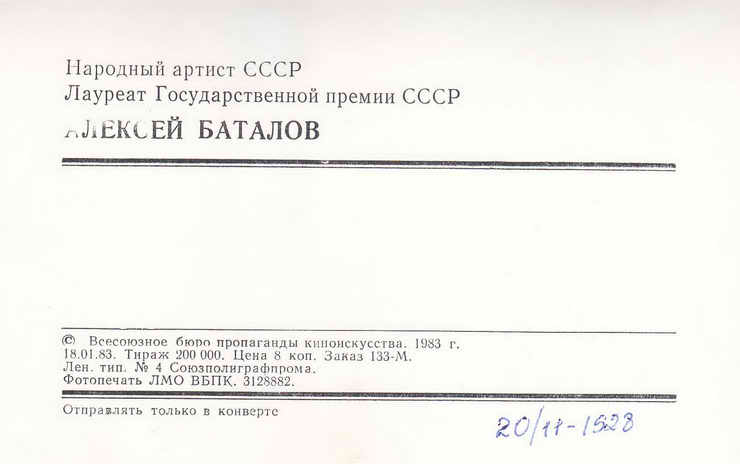 Народный артист СССР
Лауреат Государственной премии СССР
АЛЕКСЕЙ БАТАЛОВ
© Всесоюзное бюро пропаганды киноискусства. 1983 г.
18.01.83. Тираж 200 000. Цена 8 коп. Заказ 133-М.
Лен. тип. № 4 Союзполиграфпрома.
Фотопечать ЛМО ВБПК. 3128882.
Отправлять только в конверте
20/11-1928